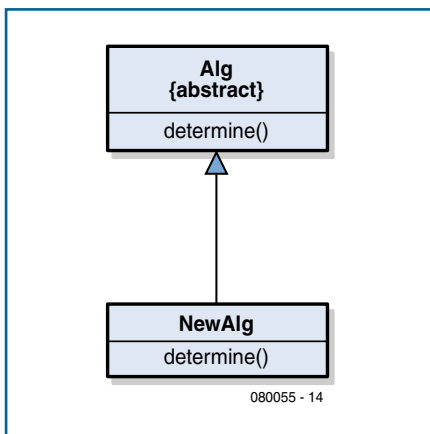 Alg
{abstract}
determine()
NewAlg
determine()
080055 - 14